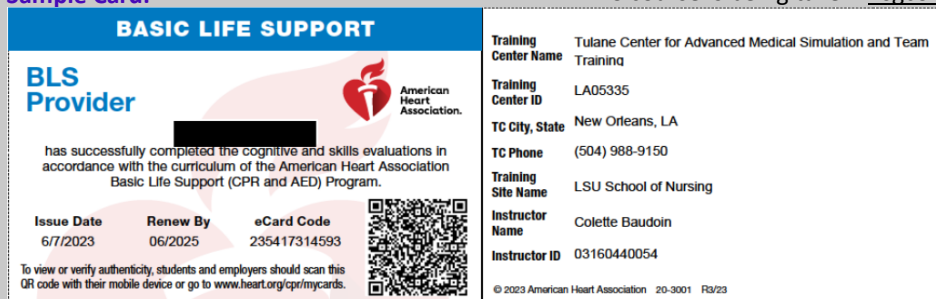 Sample Card:
BASIC LIFE SUPPORT
BLS
Provider
American
Heart
Association.
has successfully completed the cognitive and skills evaluations in
accordance with the curriculum of the American Heart Association
Basic Life Support (CPR and AED) Program.
Issue Date Renew By eCard Code
6/7/2023 06/2025 235417314593
To view or verify authenticity, students and employers should scan this
QR code with their mobile device or go to www.heart.org/cpr/mycards.
Training
Center Name Tulane Center for Advanced Medical Simulation and Team
Training
Training
Center ID LA05335
TC City, State New Orleans, LA
TC Phone (504) 988-9150
Training
Site Name LSU School of Nursing
Instructor
Name Colette Baudoin
Instructor ID 03160440054
© 2023 American Heart Association 20-3001 R3/23